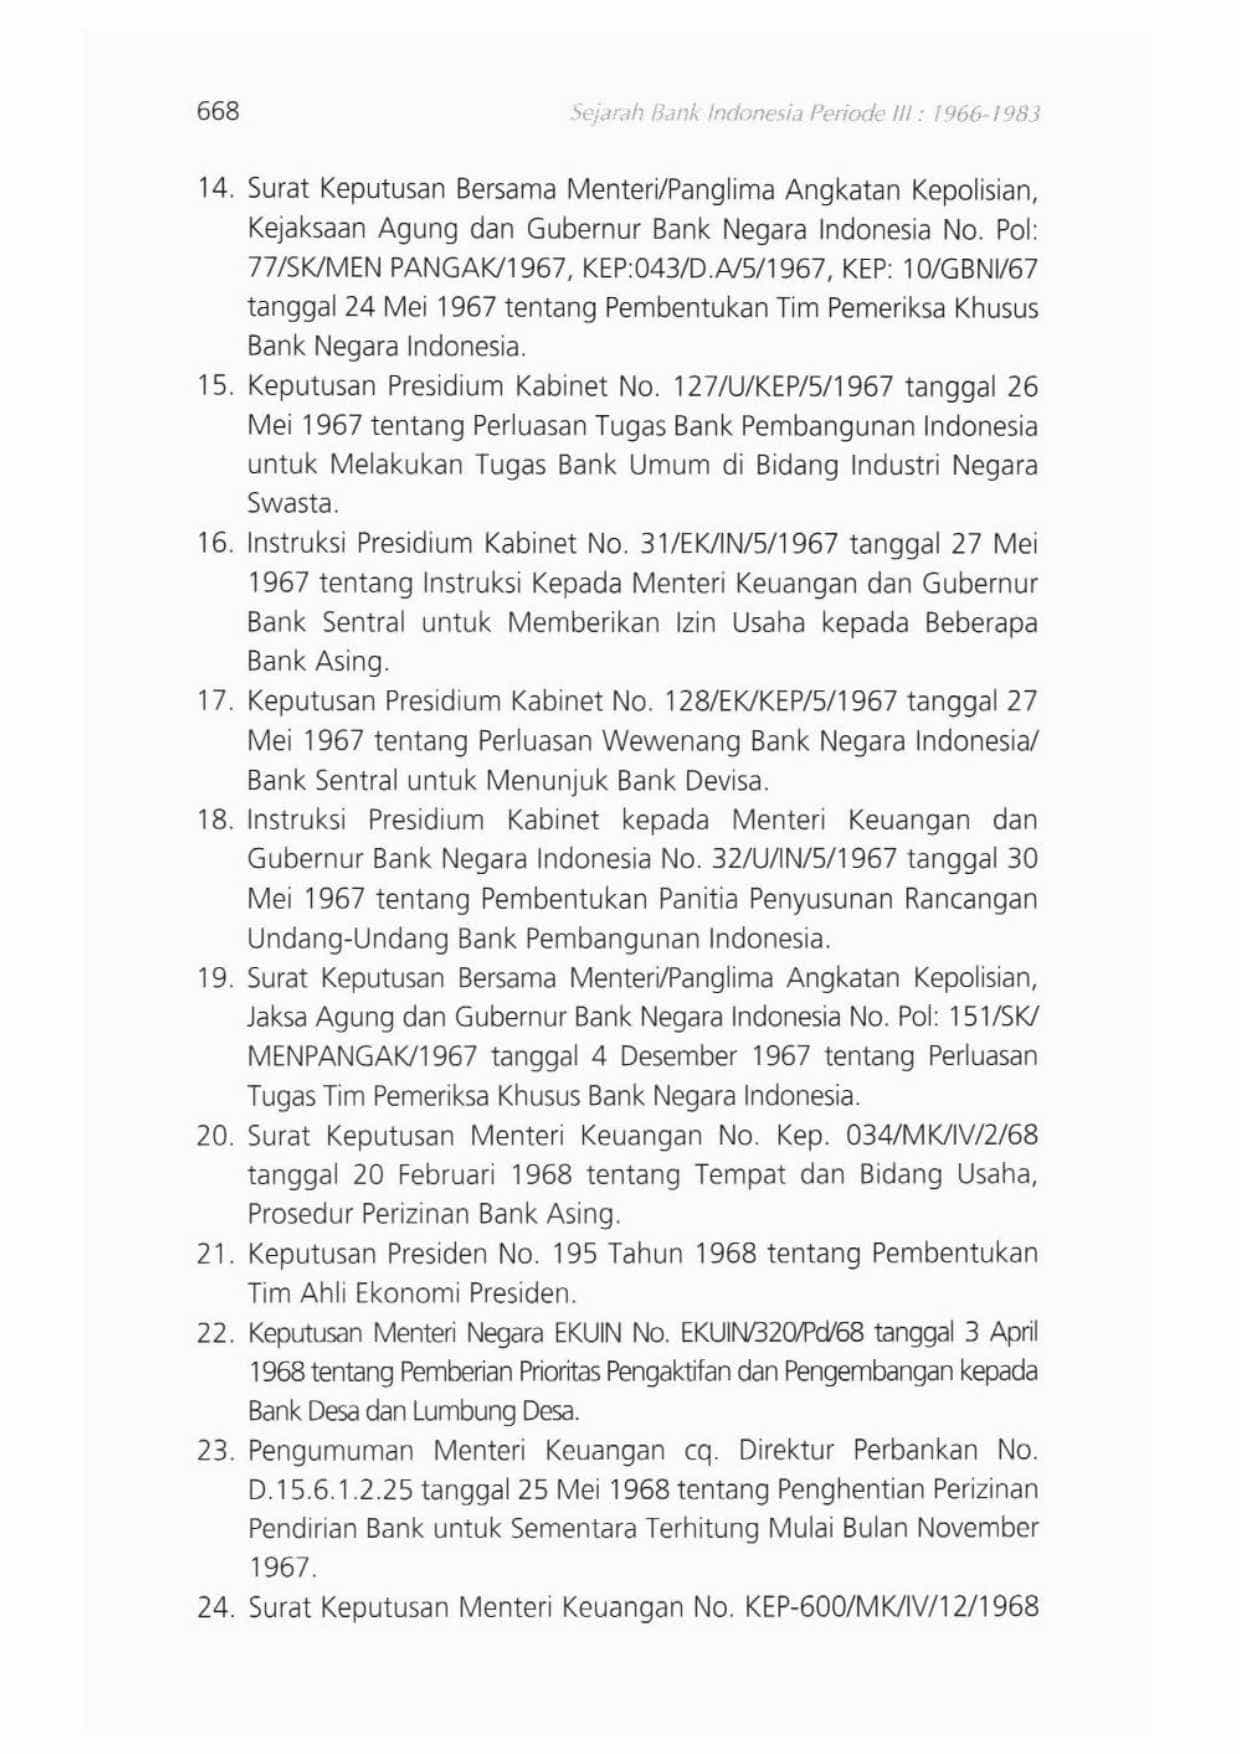 668
Sejarah Bank Indonesia Periode III : 1966-1983
14. Surat Keputusan Bersama Menteri/Panglima Angkatan Kepolisian,
Kejaksaan Agung dan Gubernur Bank Negara Indonesia No. Pol:
77/SK/MEN PANGAK/1967, KEP:043/D.A/5/1967, KEP: 10/GBNI/67
tanggal 24 Mei 1967 tentang Pembentukan Tim Pemeriksa Khusus
Bank Negara Indonesia.
15. Keputusan Presidium Kabinet No. 127/U/KEP/5/1967 tanggal 26
Mei 1967 tentang Perluasan Tugas Bank Pembangunan Indonesia
untuk Melakukan Tugas Bank Umum di Bidang Industri Negara
Swasta.
16. Instruksi Presidium Kabinet No. 31/EK/IN/5/1967 tanggal 27 Mei
1967 tentang Instruksi Kepada Menteri Keuangan dan Gubernur
Bank Sentral untuk Memberikan Izin Usaha kepada Beberapa
Bank Asing.
17. Keputusan Presidium Kabinet No. 128/EK/KEP/5/1967 tanggal 27
Mei 1967 tentang Perluasan Wewenang Bank Negara Indonesia/
Bank Sentral untuk Menunjuk Bank Devisa.
18. Instruksi Presidium Kabinet kepada Menteri Keuangan dan
Gubernur Bank Negara Indonesia No. 32/U/IN/5/1967 tanggal 30
Mei 1967 tentang Pembentukan Panitia Penyusunan Rancangan
Undang-Undang Bank Pembangunan Indonesia.
19. Surat Keputusan Bersama Menteri/Panglima Angkatan Kepolisian,
Jaksa Agung dan Gubernur Bank Negara Indonesia No. Pol: 151/SK/
MENPANGAK/1967 tanggal 4 Desember 1967 tentang Perluasan
Tugas Tim Pemeriksa Khusus Bank Negara Indonesia.
20. Surat Keputusan Menteri Keuangan No. Kep. 034/MK/IV/2/68
tanggal 20 Februari 1968 tentang Tempat dan Bidang Usaha,
Prosedur Perizinan Bank Asing.
21. Keputusan Presiden No. 195 Tahun 1968 tentang Pembentukan
Tim Ahli Ekonomi Presiden.
22. Keputusan Menteri Negara EKUIN No. EKUIN/320/Pd/68 tanggal 3 April
1968 tentang Pemberian Prioritas Pengaktifan dan Pengembangan kepada
Bank Desa dan Lumbung Desa.
23. Pengumuman Menteri Keuangan cq. Direktur Perbankan No.
D.15.6.1.2.25 tanggal 25 Mei 1968 tentang Penghentian Perizinan
Pendirian Bank untuk Sementara Terhitung Mulai Bulan November
1967.
24. Surat Keputusan Menteri Keuangan No. KEP-600/MK/IV/12/1968